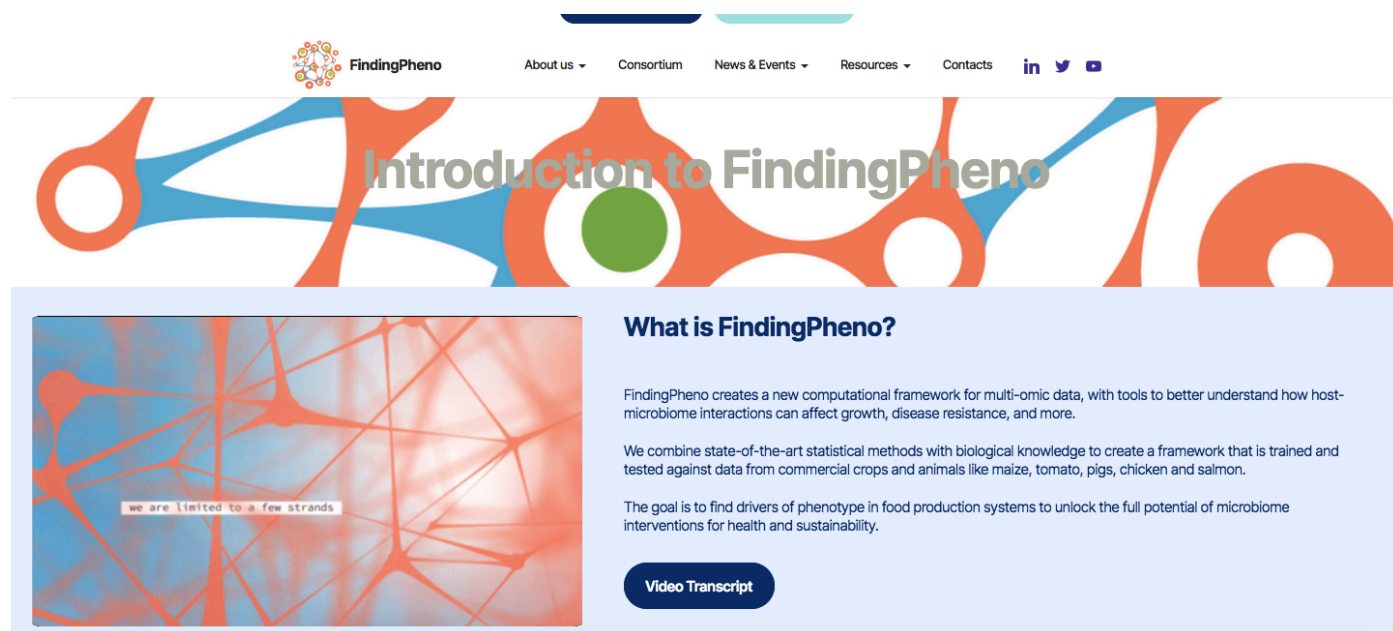 FindingPheno
About us
Consortium
News & Events
Resources
Contacts
in
Introduction to FindingPheno
we are limited to a few strands
What is FindingPheno?
FindingPheno creates a new computational framework for multi-omic data, with tools to better understand how host-
microbiome interactions can affect growth, disease resistance, and more.
We combine state-of-the-art statistical methods with biological knowledge to create a framework that is trained and
tested against data from commercial crops and animals like maize, tomato, pigs, chicken and salmon.
The goal is to find drivers of phenotype in food production systems to unlock the full potential of microbiome
interventions for health and sustainability.
Video Transcript